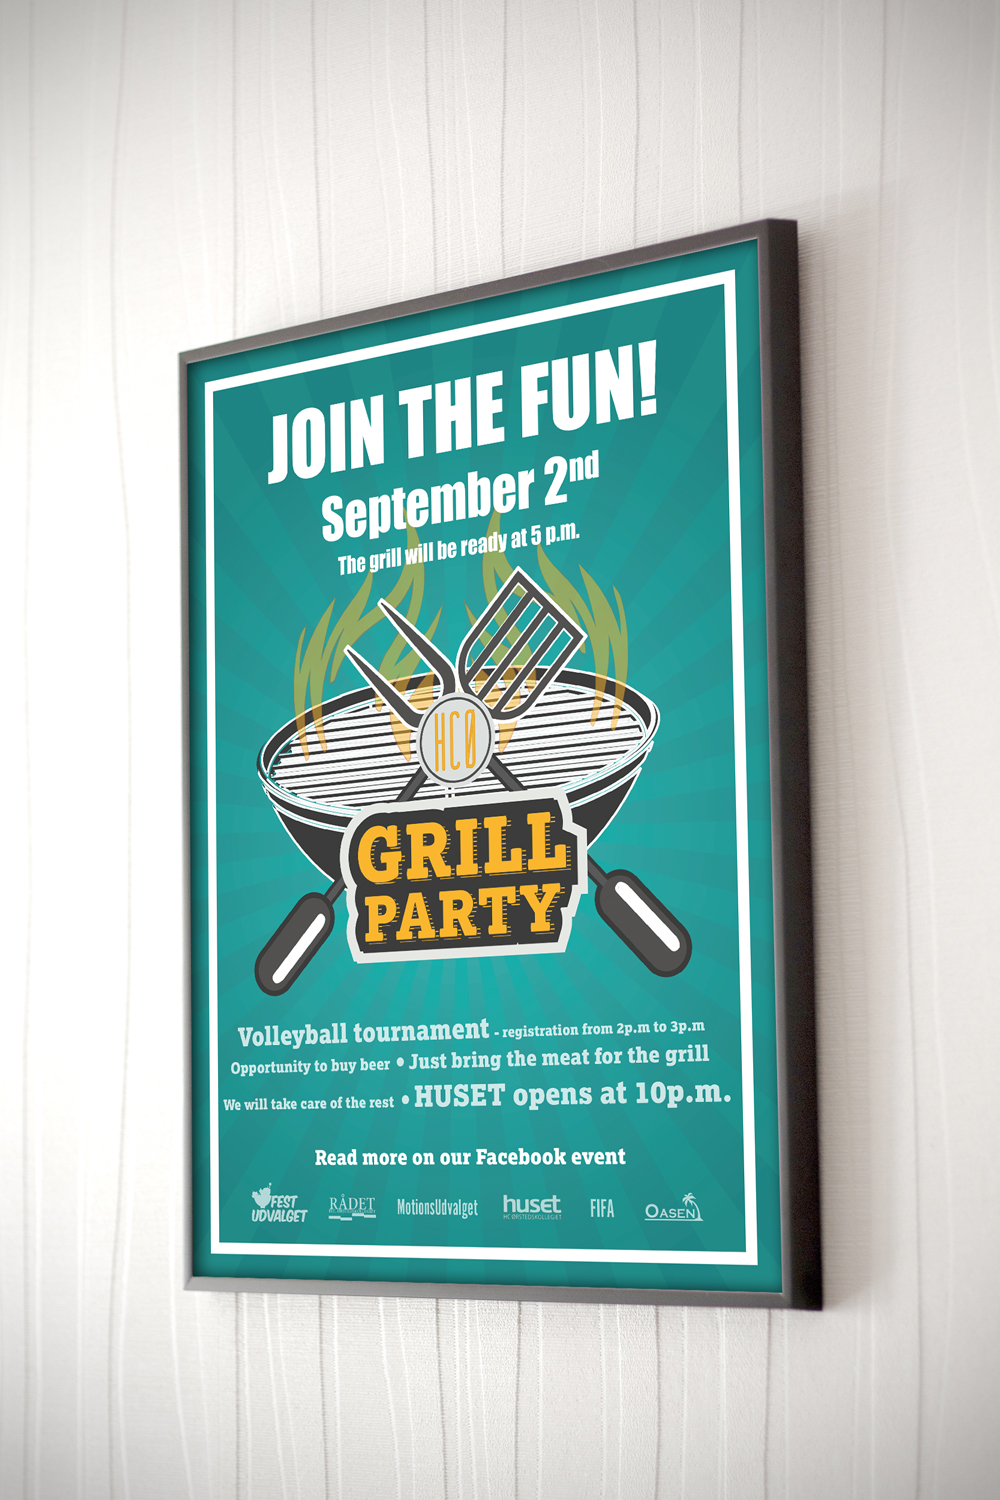 JOIN THE FUN!
September 2nd
The grill will be ready at 5 p.m.
HCØ
GRILL
PARTY
Volleyball tournament - registration from 2p.m to 3p.m
Opportunity to buy beer • Just bring the meat for the grill
We will take care of the rest • HUSET opens at 10p.m.
Read more on our Facebook event
FEST
UDVALGET
RÅDET
MotionsUdvalget
huset
HC ØRSTEDSKOLLEGIET
FIFA
OASEN